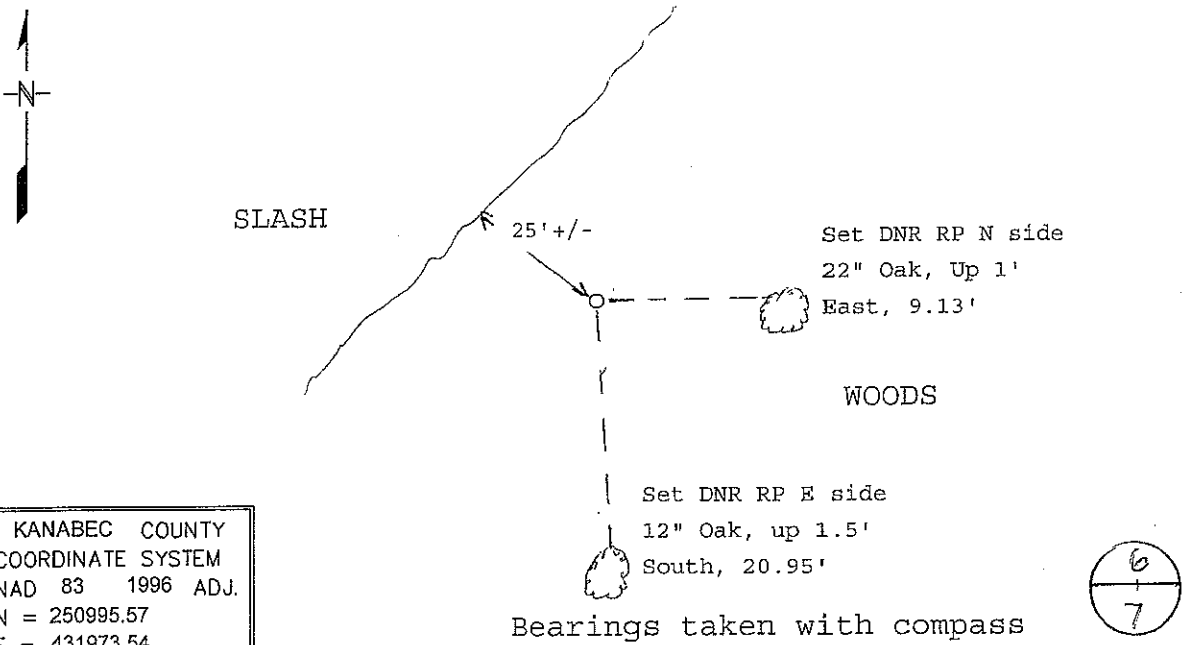 -N-
SLASH
25'+/-
Set DNR RP N side
22" Oak, Up 1'
East, 9.13'
WOODS
Set DNR RP E side
12" Oak, up 1.5'
South, 20.95'
KANABEC COUNTY
COORDINATE SYSTEM
NAD 83 1996 ADJ.
N = 250995.57
= 431973.54
Bearings taken with compass
6
7